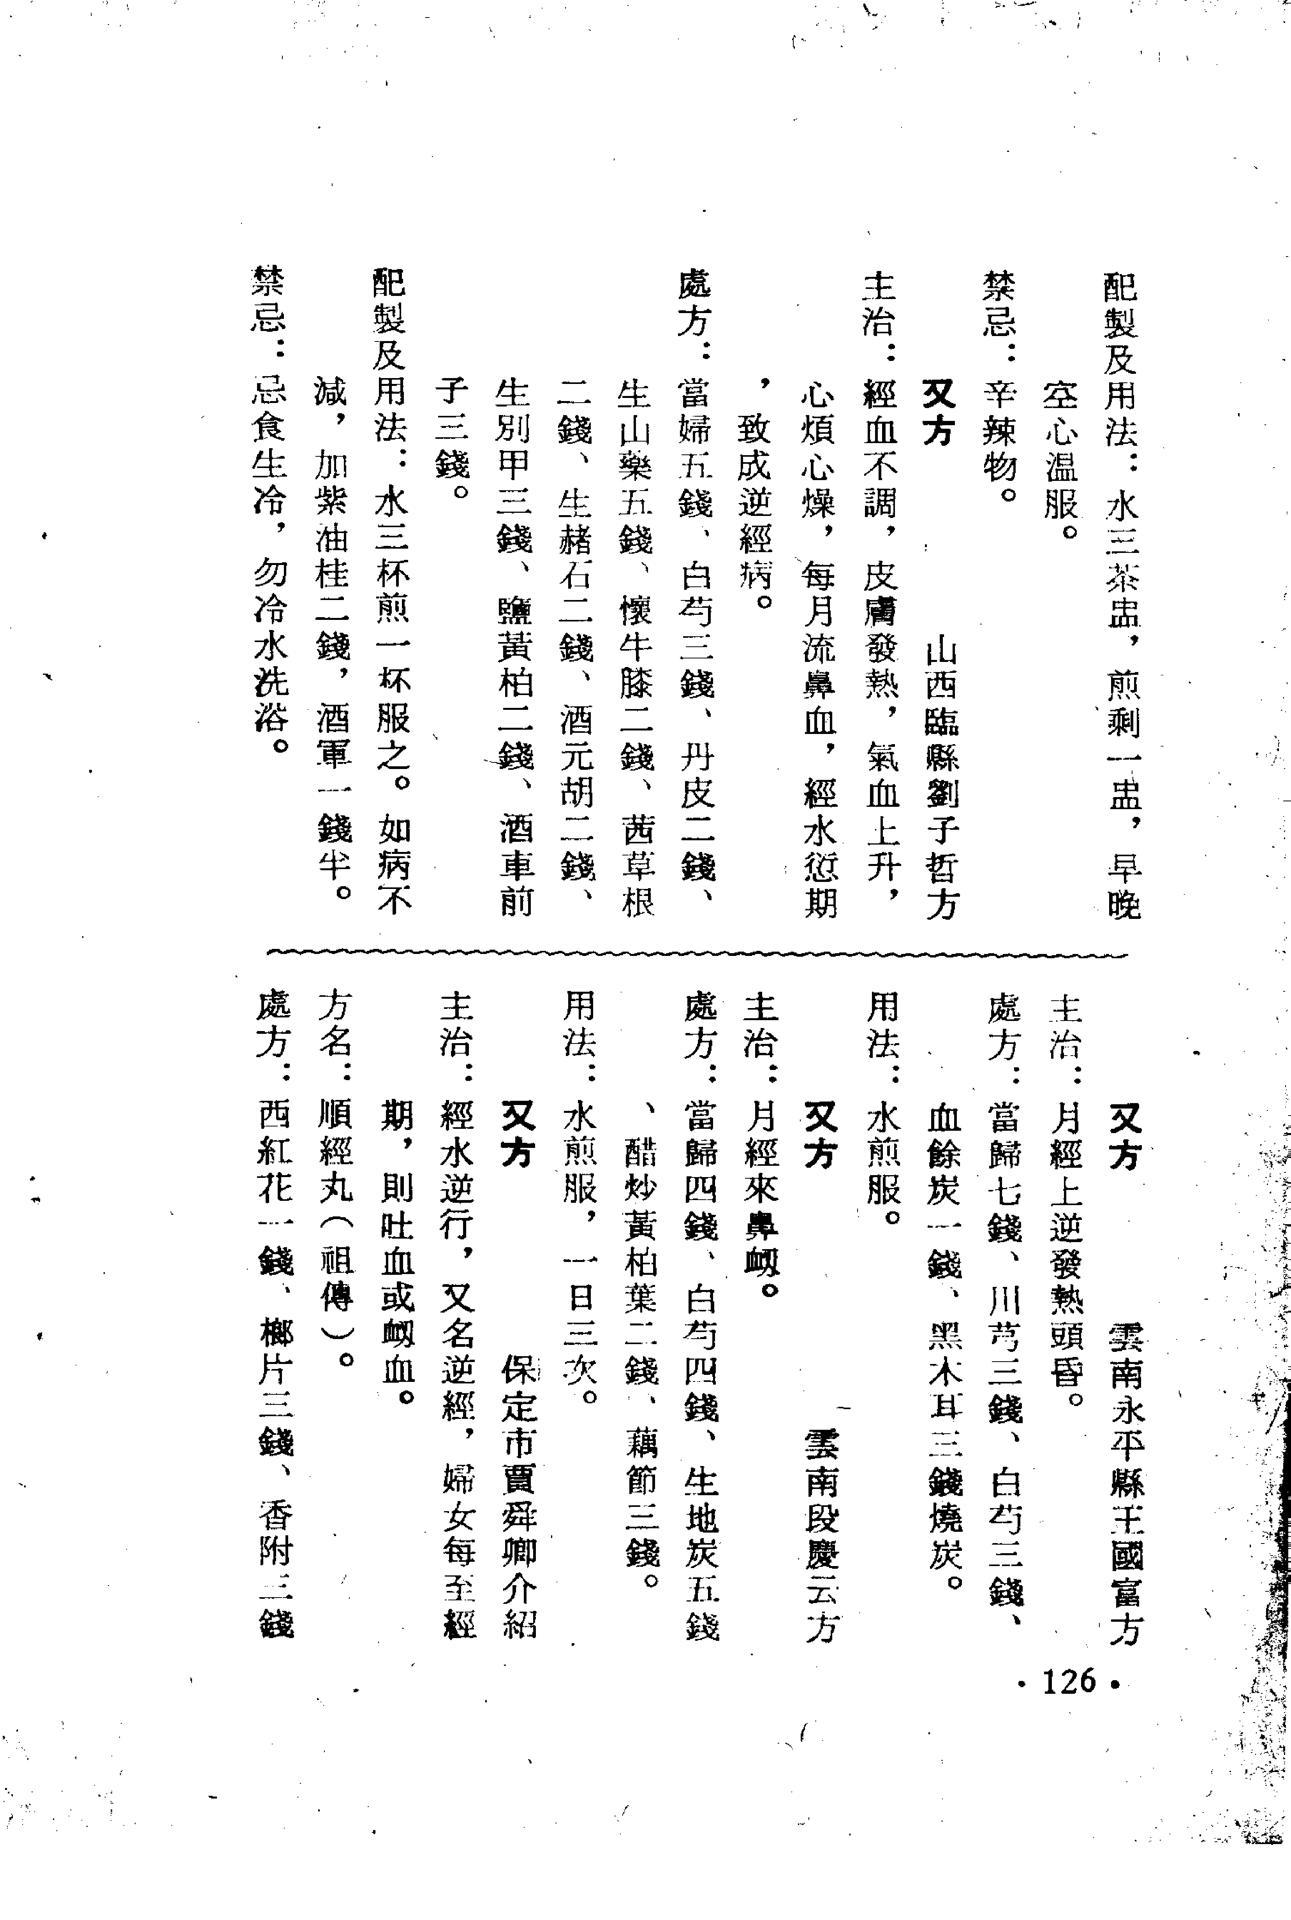 配製及用法：水三茶盅，煎剩一盅，早晚
空心温服。
禁忌：辛辣物。
又方　山西臨縣劉子哲方
主治：經血不調，皮膚發熱，氣血上升，
心煩心燥，每月流鼻血，經水愆期
，致成逆經病。
處方：當婦五錢、白芍三錢、丹皮二錢、
生山藥五錢、懷牛膝二錢、茜草根
二錢、生赭石二錢、酒元胡二錢、
生別甲三錢、鹽黃柏二錢、酒車前
子三錢。
配製及用法：水三杯煎一杯服之。如病不
減，加紫油桂二錢，酒軍一錢半。
禁忌：忌食生冷，勿冷水洗浴。
又方　雲南永平縣王國富方
主治：月經上逆發熱頭昏。
處方：當歸七錢、川芎三錢、白芍三錢、
血餘炭一錢、黑木耳三錢燒炭。
用法：水煎服。
又方　雲南段慶云方
主治：月經來鼻衂。
處方：當歸四錢、白芍四錢、生地炭五錢
、醋炒黃柏葉二錢、藕節三錢。
用法：水煎服，一日三次。
又方　保定市賈舜卿介紹
主治：經水逆行，又名逆經，婦女每至經
期，則吐血或衂血。
方名：順經丸（祖傳）。
處方：西紅花一錢、榔片三錢、香附三錢
·126·